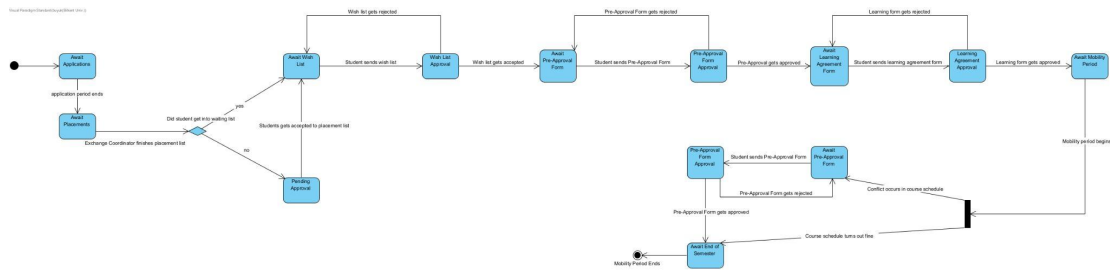 Await
Applications
application period ends
Await
Placements
Exchange Coordinator finishes placement list
Did student get into waiting list
yes
no
Pending
Approval
Students gets accepted to placement list
Await Wish
List
Wish list gets rejected
Student sends wish list
Wish List
Approval
Wish list gets accepted
Await
Pre-Approval
Form
Pre-Approval Form gets rejected
Student sends Pre-Approval Form
Pre-Approval
Form
Approval
Pre-Approval gets approved
Await
Learning
Agreement
Form
Learning form gets rejected
Student sends learning agreement form
Learning
Agreement
Approval
Learning form gets approved
Await Mobility
Period
Mobility period begins
Conflict occurs in course schedule
Await
Pre-Approval
Form
Student sends Pre-Approval Form
Pre-Approval
Form
Approval
Pre-Approval Form gets rejected
Pre-Approval Form gets approved
Course schedule turns out fine
Await End of
Semester
Mobility Period Ends